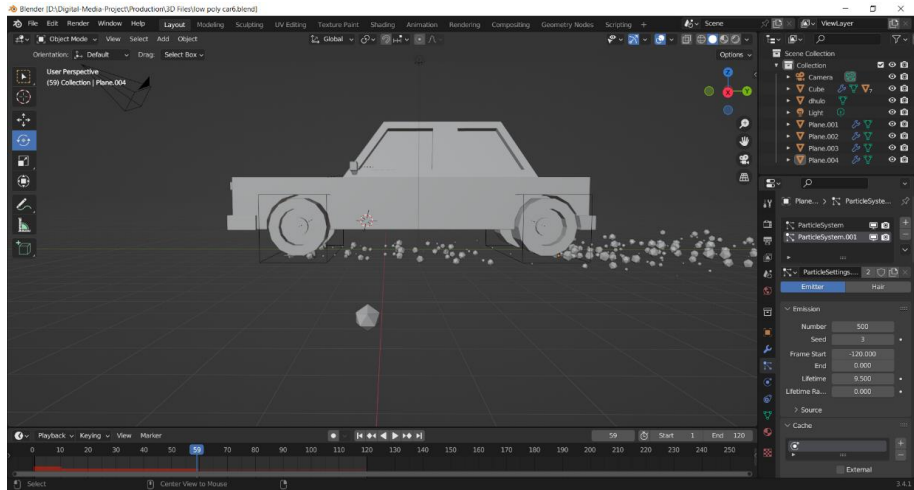 Blender [D:\Digital-Media-Project\Production\3D Files\low poly car6.blend]
File Edit Render Window Help Layout Modeling Sculpting UV Editing Texture Paint Shading Animation Rendering Compositing Geometry Nodes Scripting + Scene ViewLayer
Object Mode View Select Add Object Global
Orientation: Default Drag: Select Box Options
User Perspective
(59) Collection | Plane.004
Z
Y
Scene Collection
Collection
Camera
Cube 7
dhulo
Light
Plane.001
Plane.002
Plane.003
Plane.004
Plane... > ParticleSyste...
ParticleSystem
ParticleSystem.001
ParticleSettings.... 2
Emitter Hair
Emission
Number 500
Seed 3
Frame Start -120.000
End 0.000
Lifetime 9.500
Lifetime Ra... 0.000
Source
Cache
External
Playback Keying View Marker 59 Start 1 End 120
0 10 20 30 40 50 59 70 80 90 100 110 120 130 140 150 160 170 180 190 200 210 220 230 240 250
Select Center View to Mouse 3.4.1